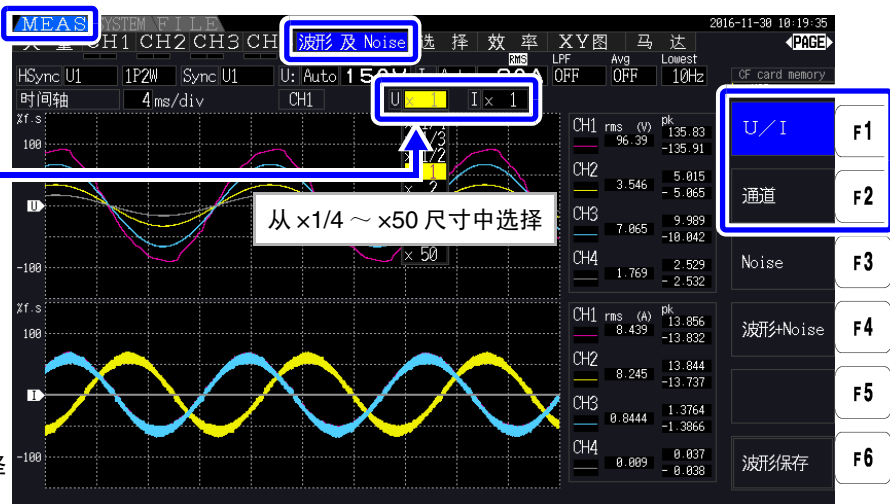 MEAS SYSTEM FILE 2016-11-30 10:19:35
CH1 CH2 CH3 CH 波形 及 Noise 选 择 效 率 XY图 马 达 PAGE
HSync U1 1P2W Sync U1 U: Auto RMS LPF OFF Avg OFF Lowest 10Hz CF card memory
时间轴 4ms/div CH1 U × 1 I × 1
%f.s
100
U
-100
1/2
2
× 50
从 ×1/4 ～ ×50 尺寸中选择
%f.s
100
I
-100
CH1 rms (V) pk
96.39 135.83
-135.91
CH2
3.546 5.015
- 5.065
CH3
7.065 9.989
-10.042
CH4
1.769 2.529
- 2.532
CH1 rms (A) pk
8.439 13.856
-13.832
CH2
8.245 13.844
-13.737
CH3
0.8444 1.3764
-1.3866
CH4
0.009 0.037
- 0.038
U／I F1
通道 F2
Noise F3
波形+Noise F4
F5
波形保存 F6